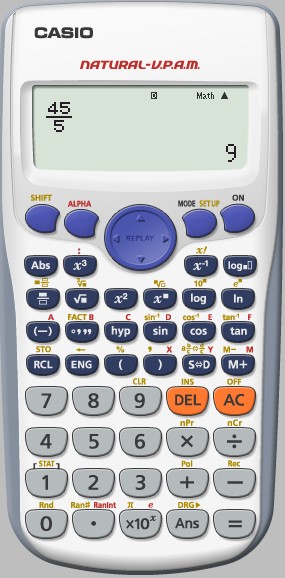 CASIO
NATURAL-V.P.A.M.
D Math ▲
45
5
9
SHIFT ALPHA MODE SETUP ON
REPLAY
: x!
Abs x³ x⁻¹ log▪▯
10▪ e▪
√▪ x² x▪ log ln
A FACT B C sin⁻¹ D cos⁻¹ E tan⁻¹ F
(−) °’” hyp sin cos tan
STO ← % , X a b/c⇔d/c Y M− M
RCL ENG ( ) S⇔D M+
CLR INS OFF
7 8 9 DEL AC
nPr nCr
4 5 6 × ÷
STAT Pol Rec
1 2 3 + −
Rnd Ran# RanInt π e DRG▶
0 • ×10ˣ Ans =